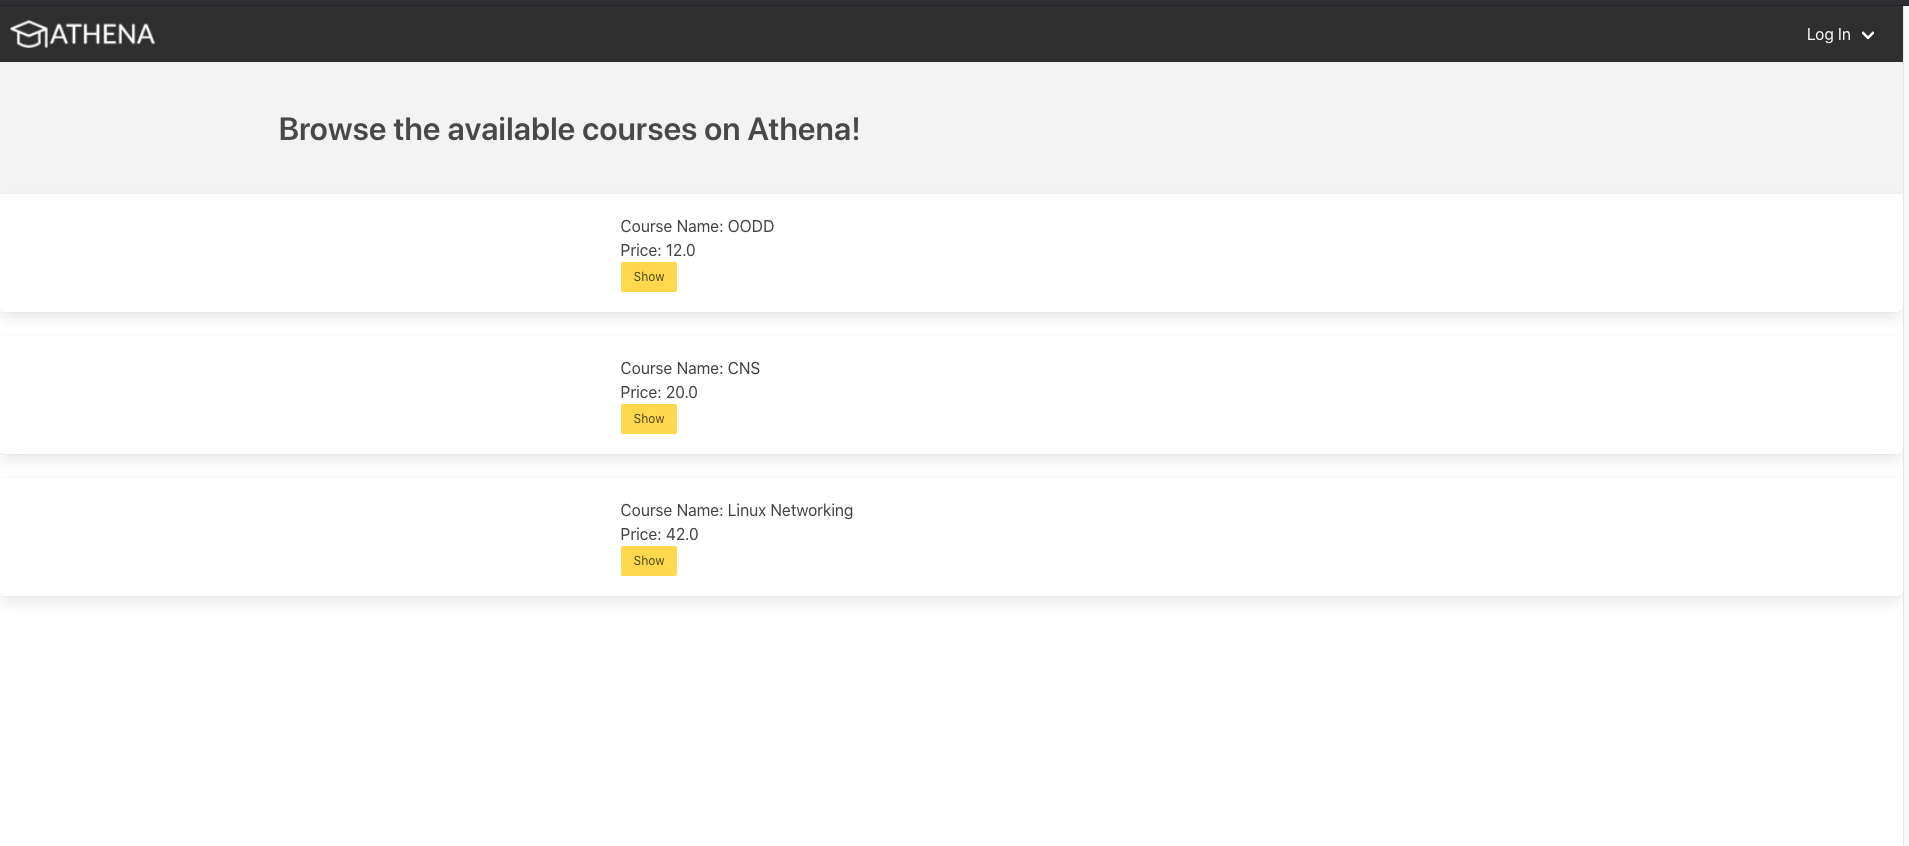 ATHENA
Log In
Browse the available courses on Athena!
Course Name: OODD
Price: 12.0
Show
Course Name: CNS
Price: 20.0
Show
Course Name: Linux Networking
Price: 42.0
Show